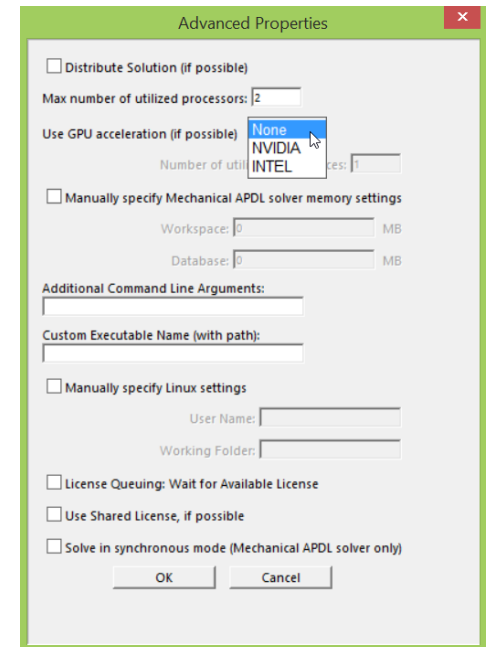 Advanced Properties
Distribute Solution (if possible)
Max number of utilized processors: 2
Use GPU acceleration (if possible) None
NVIDIA
Number of utili INTEL ces: 1
Manually specify Mechanical APDL solver memory settings
Workspace: 0 MB
Database: 0 MB
Additional Command Line Arguments:
Custom Executable Name (with path):
Manually specify Linux settings
User Name:
Working Folder:
License Queuing: Wait for Available License
Use Shared License, if possible
Solve in synchronous mode (Mechanical APDL solver only)
OK Cancel